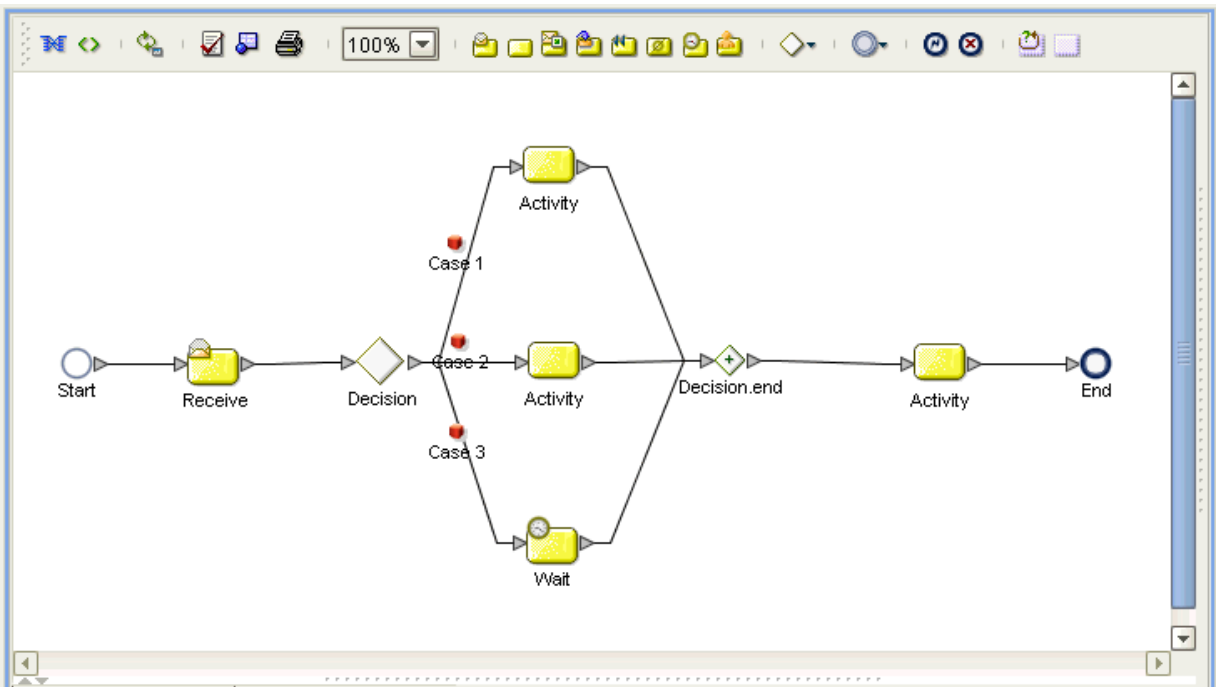 100%
Activity
Case 1
Case 2
Start
Receive
Decision
Activity
Decision.end
Activity
End
Case 3
Wait